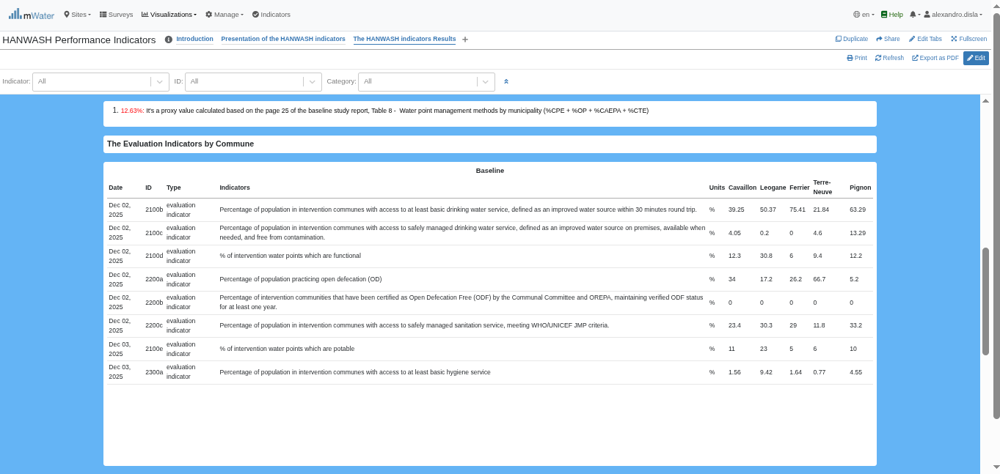 mWater Sites Surveys Visualizations Manage Indicators en Help alexandro.disla
HANWASH Performance Indicators Introduction Presentation of the HANWASH indicators The HANWASH indicators Results Duplicate Share Edit Tabs Fullscreen
Print Refresh Export as PDF Edit
Indicator: All ID: All Category: All
1. 12.63%: It's a proxy value calculated based on the page 25 of the baseline study report, Table 8 - Water point management methods by municipality (%CPE + %OP + %CAEPA + %CTE)
The Evaluation Indicators by Commune
Baseline
Date ID Type Indicators Units Cavaillon Leogane Ferrier Terre-Neuve Pignon
Dec 02, 2025 2100b evaluation indicator Percentage of population in intervention communes with access to at least basic drinking water service, defined as an improved water source within 30 minutes round trip. % 39.25 50.37 75.41 21.84 63.29
Dec 02, 2025 2100c evaluation indicator Percentage of population in intervention communes with access to safely managed drinking water service, defined as an improved water source on premises, available when needed, and free from contamination. % 4.05 0.2 0 4.6 13.29
Dec 02, 2025 2100d evaluation indicator % of intervention water points which are functional % 12.3 30.8 6 9.4 12.2
Dec 02, 2025 2200a evaluation indicator Percentage of population practicing open defecation (OD) % 34 17.2 26.2 66.7 5.2
Dec 02, 2025 2200b evaluation indicator Percentage of intervention communities that have been certified as Open Defecation Free (ODF) by the Communal Committee and OREPA, maintaining verified ODF status for at least one year. % 0 0 0 0 0
Dec 02, 2025 2200c evaluation indicator Percentage of population in intervention communes with access to safely managed sanitation service, meeting WHO/UNICEF JMP criteria. % 23.4 30.3 29 11.8 33.2
Dec 03, 2025 2100e evaluation indicator % of intervention water points which are potable % 11 23 5 6 10
Dec 03, 2025 2300a evaluation indicator Percentage of population in intervention communes with access to at least basic hygiene service % 1.56 9.42 1.64 0.77 4.55